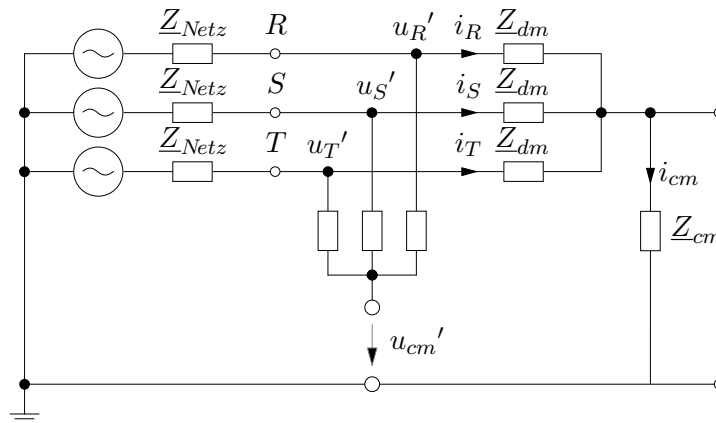 Z_Netz R u_R′ i_R Z_dm
Z_Netz S u_S′ i_S Z_dm
Z_Netz T u_T′ i_T Z_dm
i_cm
Z_cm
u_cm′